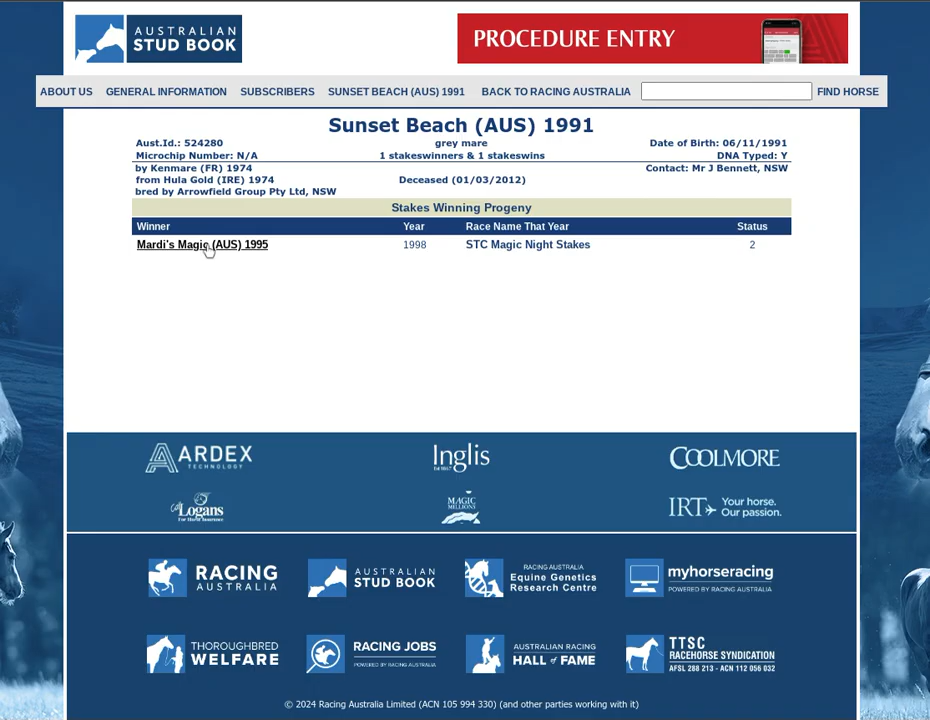 AUSTRALIAN
STUD BOOK
PROCEDURE ENTRY
ABOUT US GENERAL INFORMATION SUBSCRIBERS SUNSET BEACH (AUS) 1991 BACK TO RACING AUSTRALIA FIND HORSE
Sunset Beach (AUS) 1991
Aust.Id.: 524280 grey mare Date of Birth: 06/11/1991
Microchip Number: N/A 1 stakeswinners & 1 stakeswins DNA Typed: Y
by Kenmare (FR) 1974 Contact: Mr J Bennett, NSW
from Hula Gold (IRE) 1974 Deceased (01/03/2012)
bred by Arrowfield Group Pty Ltd, NSW
Stakes Winning Progeny
Winner Year Race Name That Year Status
Mardi's Magic (AUS) 1995 1998 STC Magic Night Stakes 2
ARDEX
TECHNOLOGY
Inglis
EST 1867
COOLMORE
Logans
MAGIC
MILLIONS
IRT
Your horse.
Our passion.
RACING
AUSTRALIA
AUSTRALIAN
STUD BOOK
RACING AUSTRALIA
Equine Genetics
Research Centre
myhorseracing
POWERED BY RACING AUSTRALIA
THOROUGHBRED
WELFARE
RACING JOBS
POWERED BY RACING AUSTRALIA
AUSTRALIAN RACING
HALL of FAME
TTSC
RACEHORSE SYNDICATION
AFSL 288 213 - ACN 112 056 032
© 2024 Racing Australia Limited (ACN 105 994 330) (and other parties working with it)